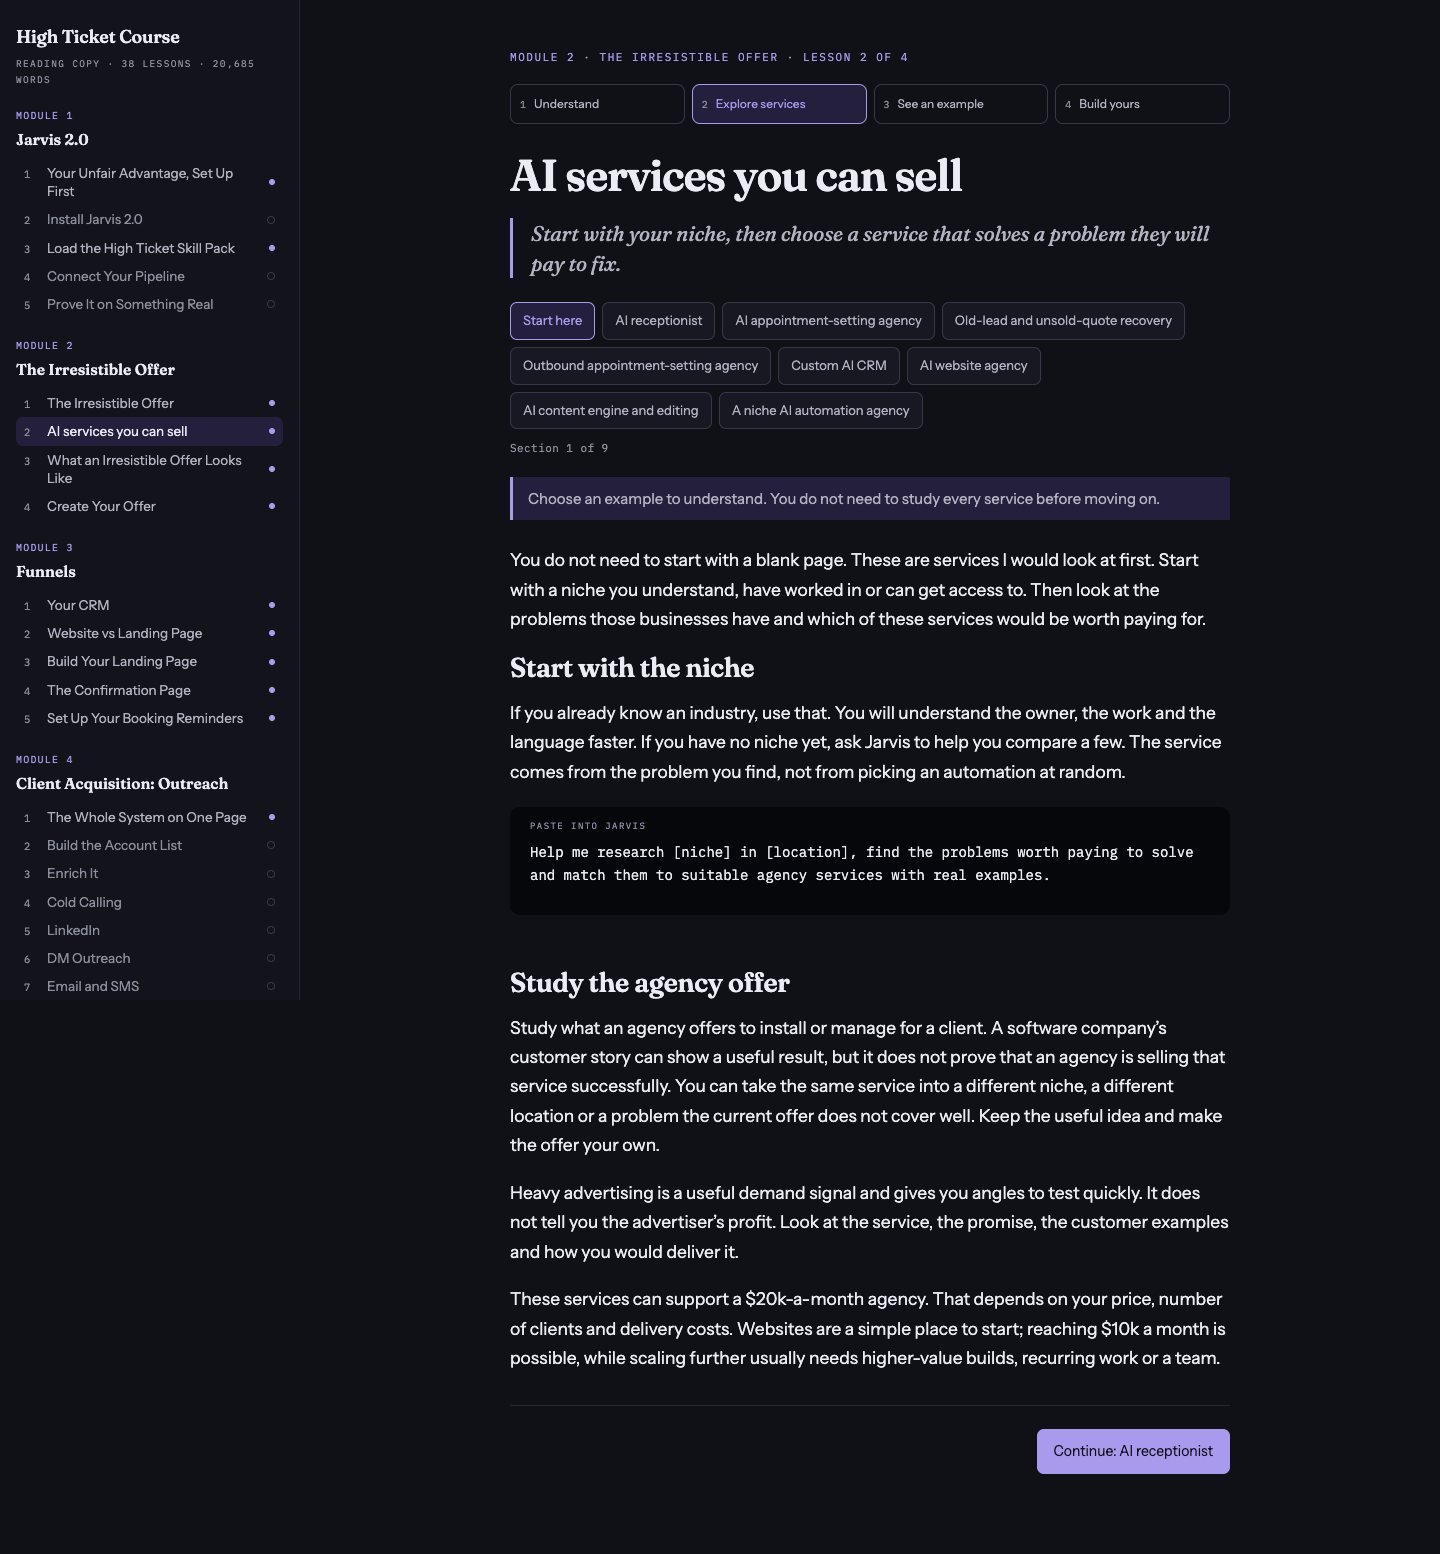 High Ticket Course
READING COPY · 38 LESSONS · 20,685
WORDS
MODULE 1
Jarvis 2.0
1 Your Unfair Advantage, Set Up
First
2 Install Jarvis 2.0
3 Load the High Ticket Skill Pack
4 Connect Your Pipeline
5 Prove It on Something Real
MODULE 2
The Irresistible Offer
1 The Irresistible Offer
2 AI services you can sell
3 What an Irresistible Offer Looks
Like
4 Create Your Offer
MODULE 3
Funnels
1 Your CRM
2 Website vs Landing Page
3 Build Your Landing Page
4 The Confirmation Page
5 Set Up Your Booking Reminders
MODULE 4
Client Acquisition: Outreach
1 The Whole System on One Page
2 Build the Account List
3 Enrich It
4 Cold Calling
5 LinkedIn
6 DM Outreach
7 Email and SMS
MODULE 2 · THE IRRESISTIBLE OFFER · LESSON 2 OF 4
1 Understand
2 Explore services
3 See an example
4 Build yours
AI services you can sell
Start with your niche, then choose a service that solves a problem they will
pay to fix.
Start here
AI receptionist
AI appointment-setting agency
Old-lead and unsold-quote recovery
Outbound appointment-setting agency
Custom AI CRM
AI website agency
AI content engine and editing
A niche AI automation agency
Section 1 of 9
Choose an example to understand. You do not need to study every service before moving on.
You do not need to start with a blank page. These are services I would look at first. Start
with a niche you understand, have worked in or can get access to. Then look at the
problems those businesses have and which of these services would be worth paying for.
Start with the niche
If you already know an industry, use that. You will understand the owner, the work and the
language faster. If you have no niche yet, ask Jarvis to help you compare a few. The service
comes from the problem you find, not from picking an automation at random.
PASTE INTO JARVIS
Help me research [niche] in [location], find the problems worth paying to solve
and match them to suitable agency services with real examples.
Study the agency offer
Study what an agency offers to install or manage for a client. A software company’s
customer story can show a useful result, but it does not prove that an agency is selling that
service successfully. You can take the same service into a different niche, a different
location or a problem the current offer does not cover well. Keep the useful idea and make
the offer your own.
Heavy advertising is a useful demand signal and gives you angles to test quickly. It does
not tell you the advertiser’s profit. Look at the service, the promise, the customer examples
and how you would deliver it.
These services can support a $20k-a-month agency. That depends on your price, number
of clients and delivery costs. Websites are a simple place to start; reaching $10k a month is
possible, while scaling further usually needs higher-value builds, recurring work or a team.
Continue: AI receptionist